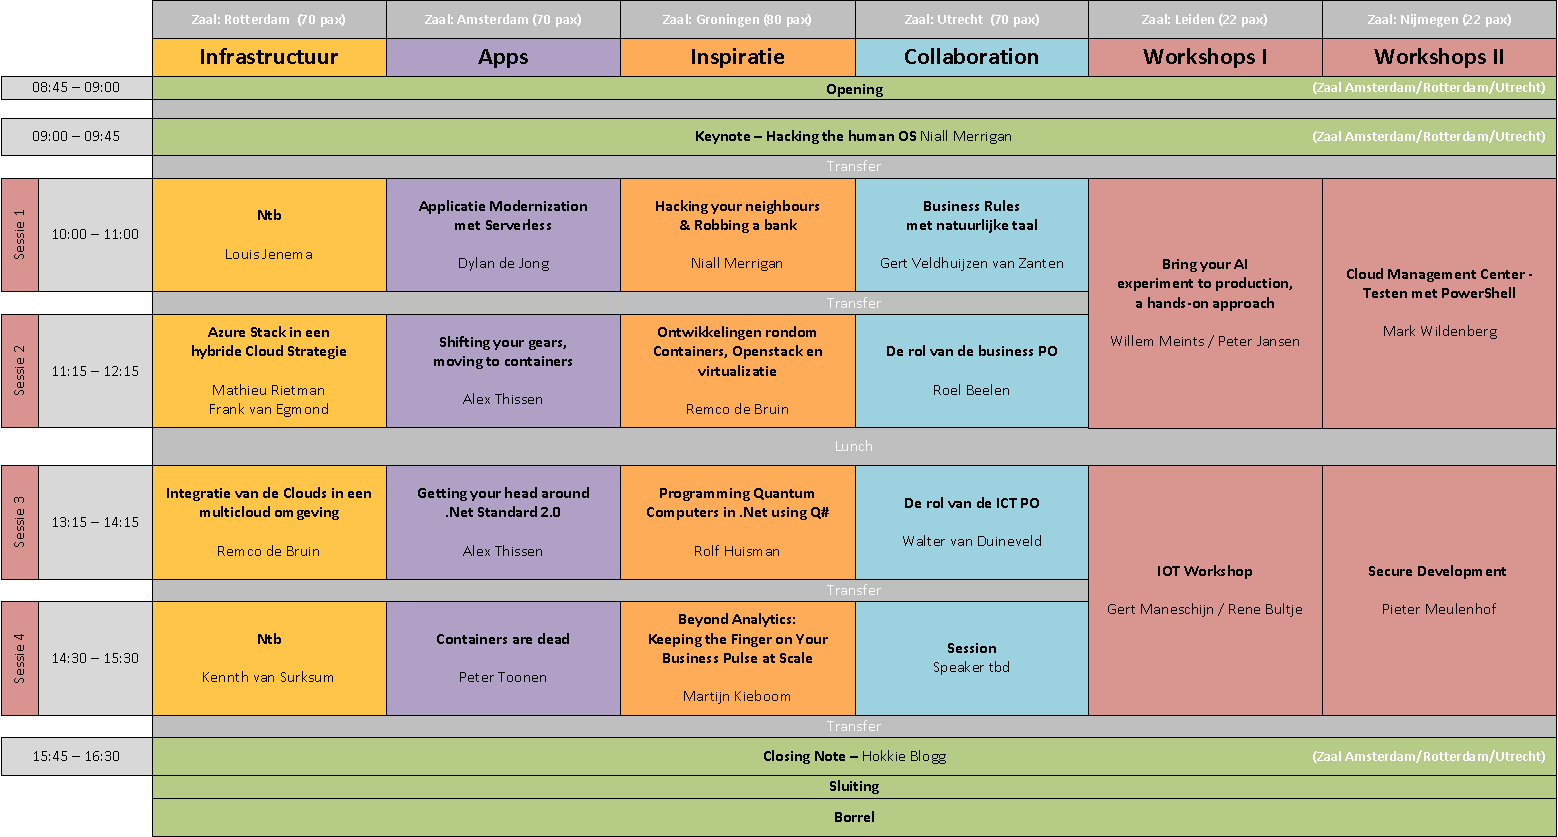 Zaal: Rotterdam (70 pax)
Zaal: Amsterdam (70 pax)
Zaal: Groningen (80 pax)
Zaal: Utrecht (70 pax)
Zaal: Leiden (22 pax)
Zaal: Nijmegen (22 pax)
Infrastructuur
Apps
Inspiratie
Collaboration
Workshops I
Workshops II
08:45 – 09:00
Opening
(Zaal Amsterdam/Rotterdam/Utrecht)
09:00 – 09:45
Keynote – Hacking the human OS Niall Merrigan
(Zaal Amsterdam/Rotterdam/Utrecht)
Transfer
Sessie 1
10:00 – 11:00
Ntb
Louis Jenema
Applicatie Modernization
met Serverless
Dylan de Jong
Hacking your neighbours
& Robbing a bank
Niall Merrigan
Business Rules
met natuurlijke taal
Gert Veldhuijzen van Zanten
Bring your AI
experiment to production,
a hands-on approach
Willem Meints / Peter Jansen
Cloud Management Center -
Testen met PowerShell
Mark Wildenberg
Transfer
Sessie 2
11:15 – 12:15
Azure Stack in een
hybride Cloud Strategie
Mathieu Rietman
Frank van Egmond
Shifting your gears,
moving to containers
Alex Thissen
Ontwikkelingen rondom
Containers, Openstack en
virtualizatie
Remco de Bruin
De rol van de business PO
Roel Beelen
Lunch
Sessie 3
13:15 – 14:15
Integratie van de Clouds in een
multicloud omgeving
Remco de Bruin
Getting your head around
.Net Standard 2.0
Alex Thissen
Programming Quantum
Computers in .Net using Q#
Rolf Huisman
De rol van de ICT PO
Walter van Duineveld
IOT Workshop
Gert Maneschijn / Rene Bultje
Secure Development
Pieter Meulenhof
Transfer
Sessie 4
14:30 – 15:30
Ntb
Kennth van Surksum
Containers are dead
Peter Toonen
Beyond Analytics:
Keeping the Finger on Your
Business Pulse at Scale
Martijn Kieboom
Session
Speaker tbd
Transfer
15:45 – 16:30
Closing Note – Hokkie Blogg
(Zaal Amsterdam/Rotterdam/Utrecht)
Sluiting
Borrel